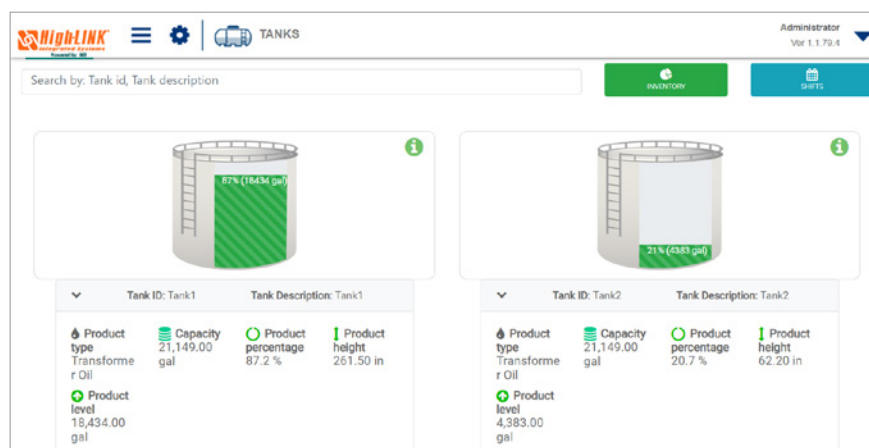 HighLINK
Integrated Systems
TANKS
Administrator
Ver 1.1.79.4
Search by: Tank id, Tank description
INVENTORY
SHIFTS
87% (18434 gal)
21% (4383 gal)
Tank ID: Tank1 Tank Description: Tank1
Product type
Transforme
r Oil
Capacity
21,149.00
gal
Product
percentage
87.2 %
Product
height
261.50 in
Product
level
18,434.00
gal
Tank ID: Tank2 Tank Description: Tank2
Product type
Transforme
r Oil
Capacity
21,149.00
gal
Product
percentage
20.7 %
Product
height
62.20 in
Product
level
4,383.00
gal